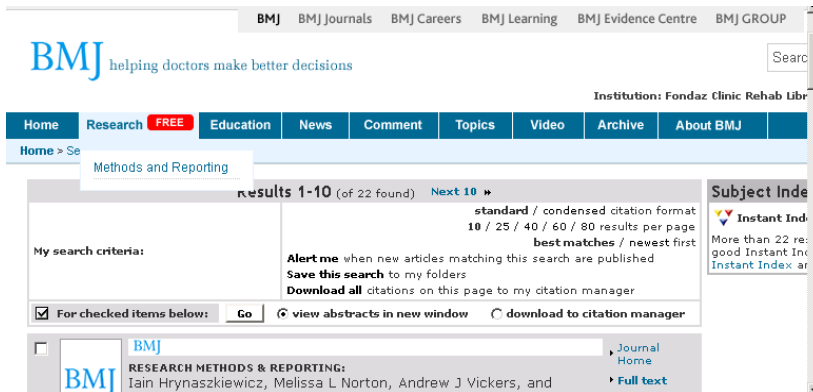 BMJ BMJ Journals BMJ Careers BMJ Learning BMJ Evidence Centre BMJ GROUP
BMJ helping doctors make better decisions
Searc
Institution: Fondaz Clinic Rehab Libr
Home Research FREE Education News Comment Topics Video Archive About BMJ
Home > Se
Methods and Reporting
Results 1-10 (of 22 found) Next 10 »
Subject Inde
standard / condensed citation format
10 / 25 / 40 / 60 / 80 results per page
best matches / newest first
My search criteria:
Alert me when new articles matching this search are published
Save this search to my folders
Download all citations on this page to my citation manager
Instant Ind
More than 22 re
good Instant Ind
Instant Index ar
For checked items below: Go view abstracts in new window download to citation manager
BMJ
BMJ
RESEARCH METHODS & REPORTING:
Iain Hrynaszkiewicz, Melissa L Norton, Andrew J Vickers, and
Journal
Home
Full text